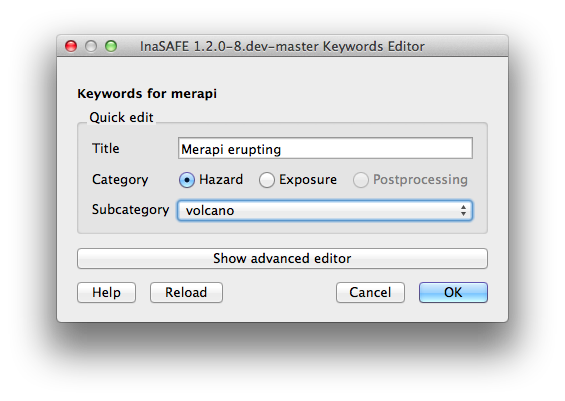 InaSAFE 1.2.0-8.dev-master Keywords Editor
Keywords for merapi
Quick edit
Title Merapi erupting
Category Hazard Exposure Postprocessing
Subcategory volcano
Show advanced editor
Help Reload Cancel OK